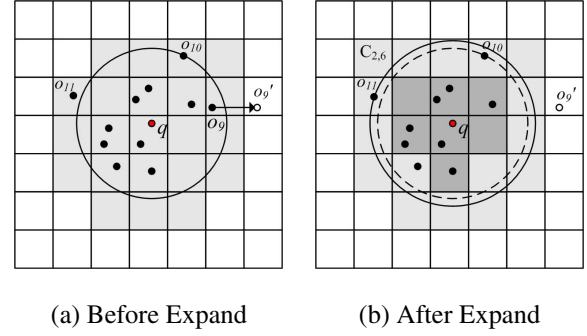 o10
o11
o9'
o9
q
(a) Before Expand
C2,6
o10
o11
o9'
q
(b) After Expand